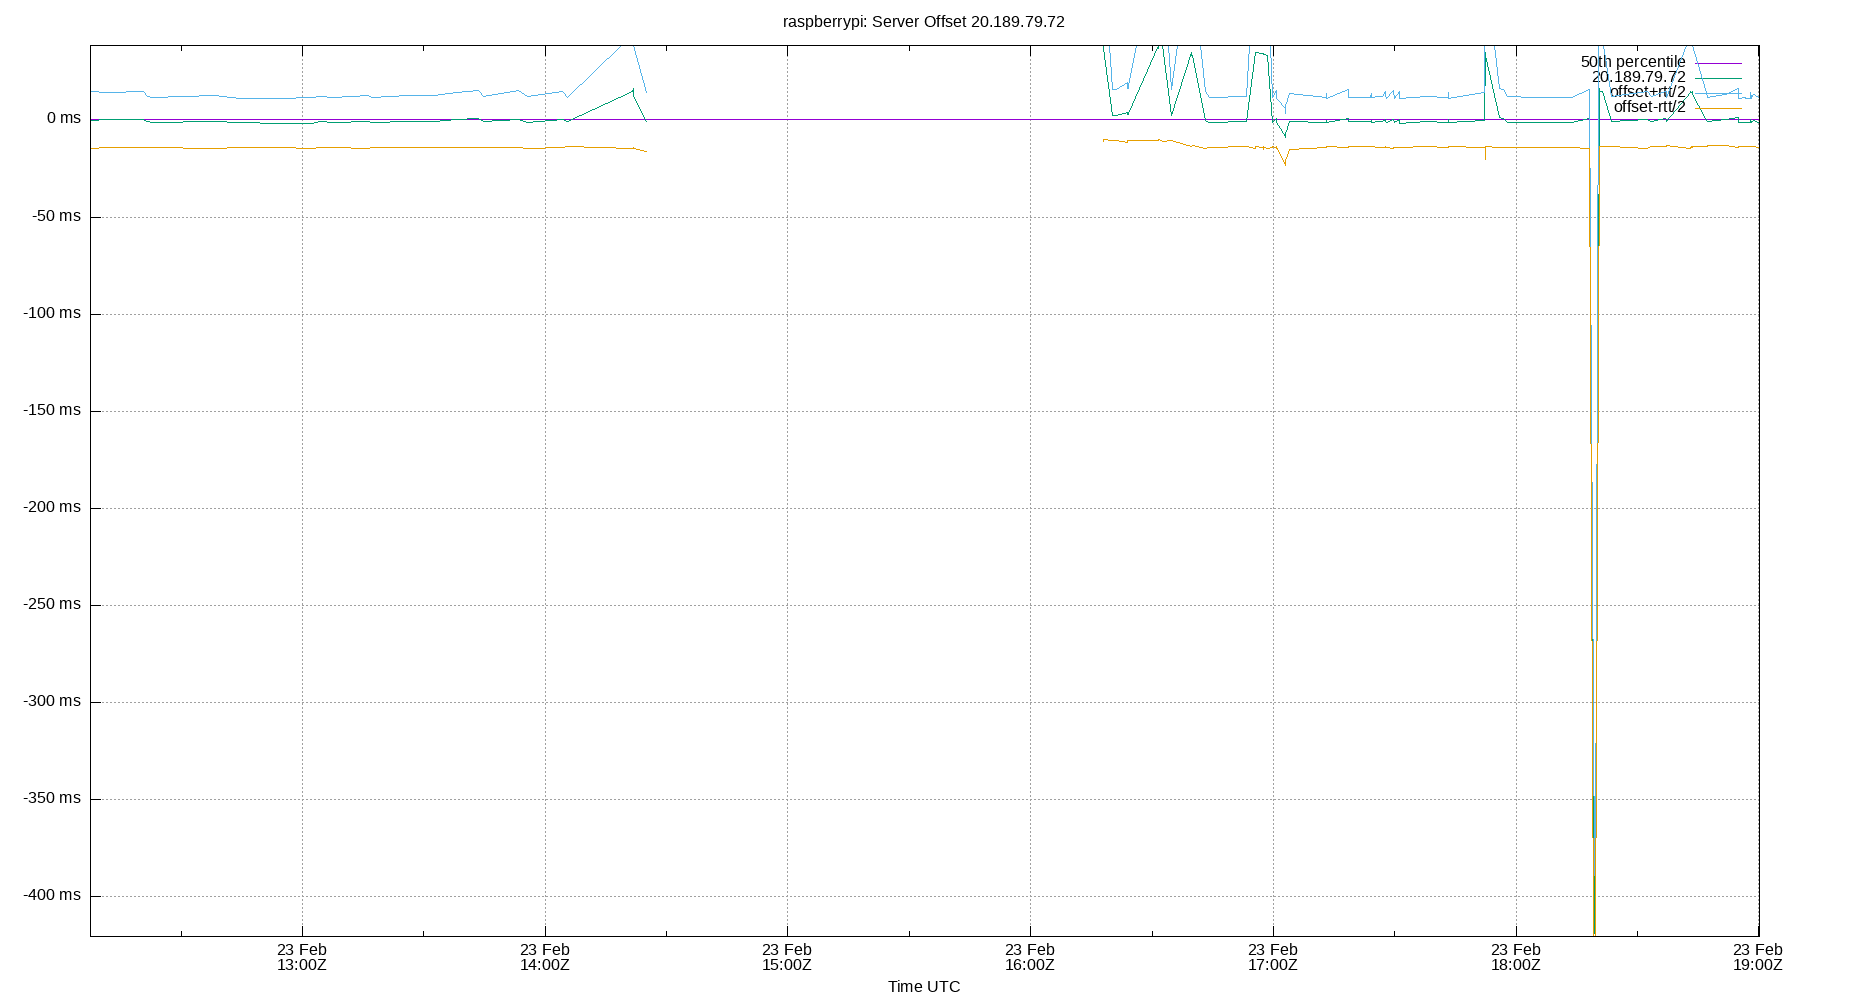 raspberrypi: Server Offset 20.189.79.72
50th percentile
20.189.79.72
offset+rtt/2
offset-rtt/2
0 ms
-50 ms
-100 ms
-150 ms
-200 ms
-250 ms
-300 ms
-350 ms
-400 ms
23 Feb
13:00Z
23 Feb
14:00Z
23 Feb
15:00Z
23 Feb
16:00Z
23 Feb
17:00Z
23 Feb
18:00Z
23 Feb
19:00Z
Time UTC